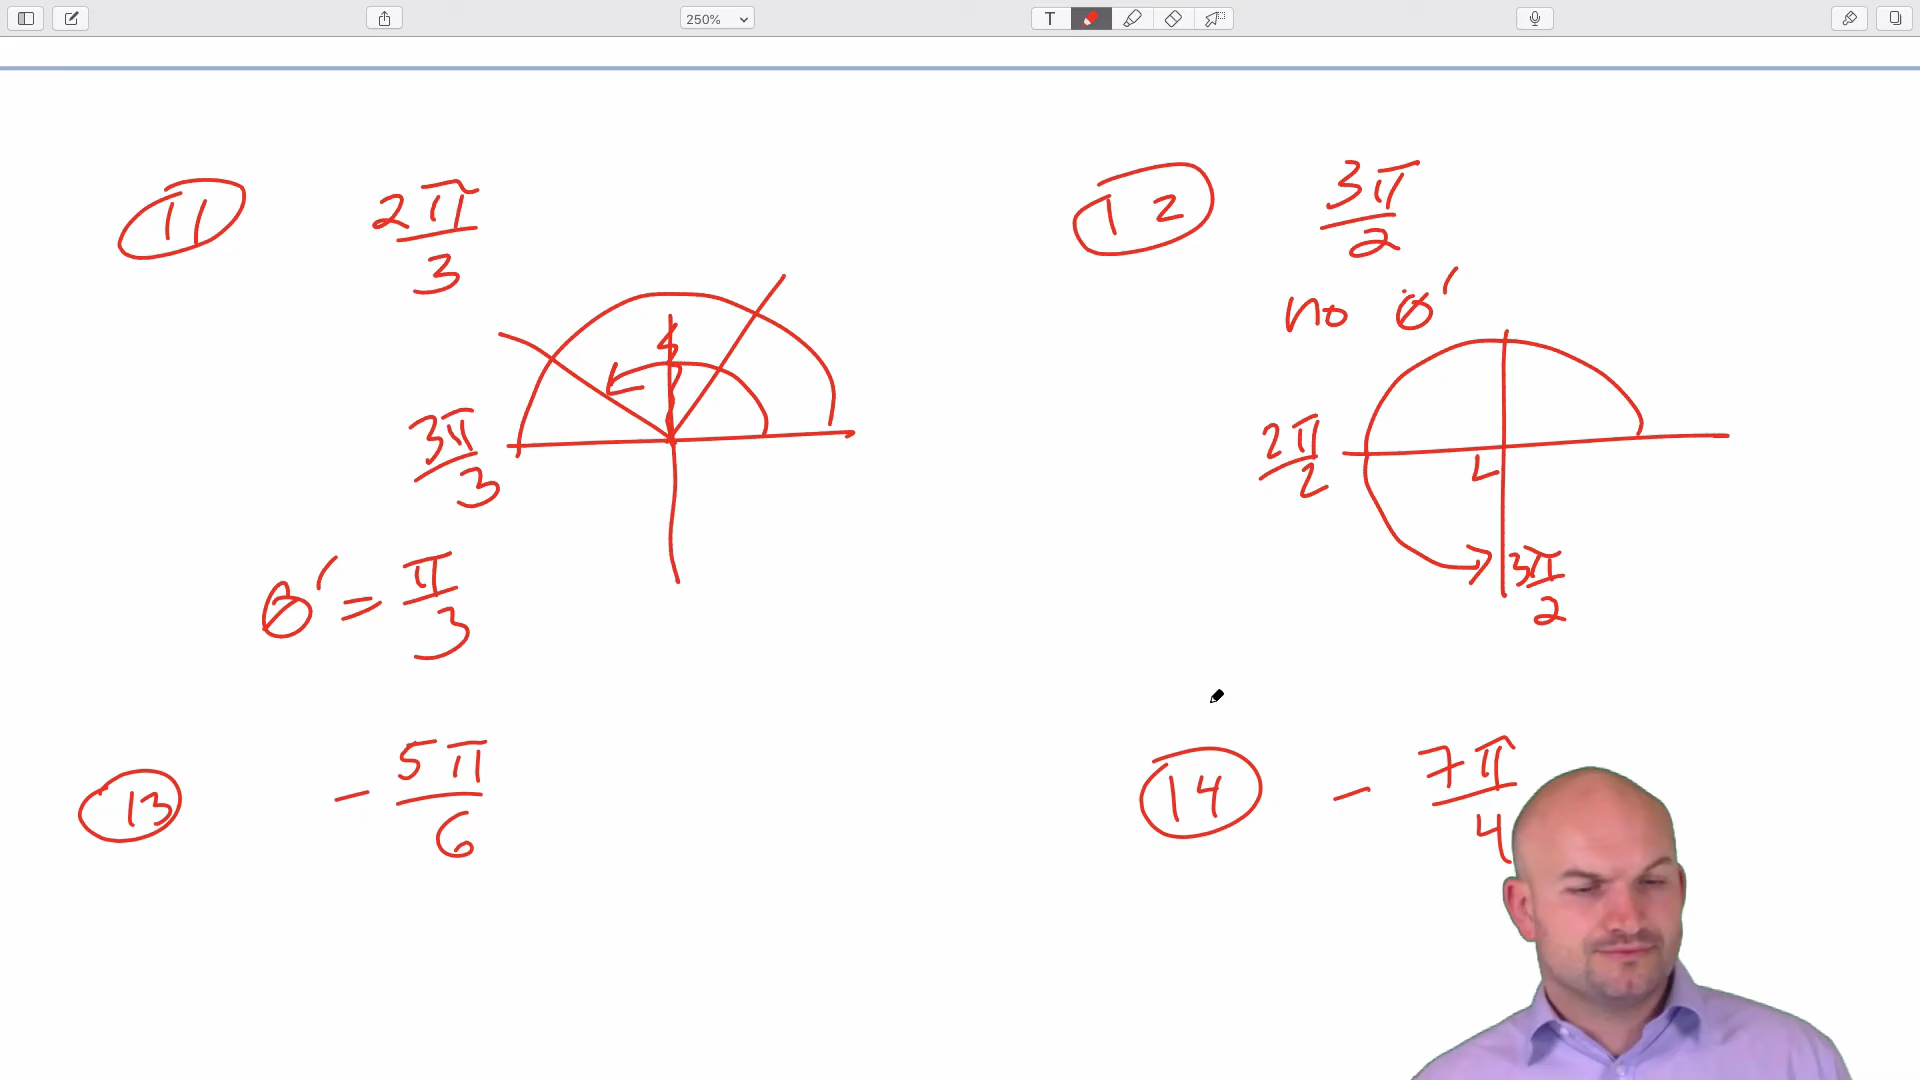 250%
T
11 2π/3
12 3π/2
no θ′
3π/3
2π/2
3π/2
θ′ = π/3
13 - 5π/6
14 - 7π/4